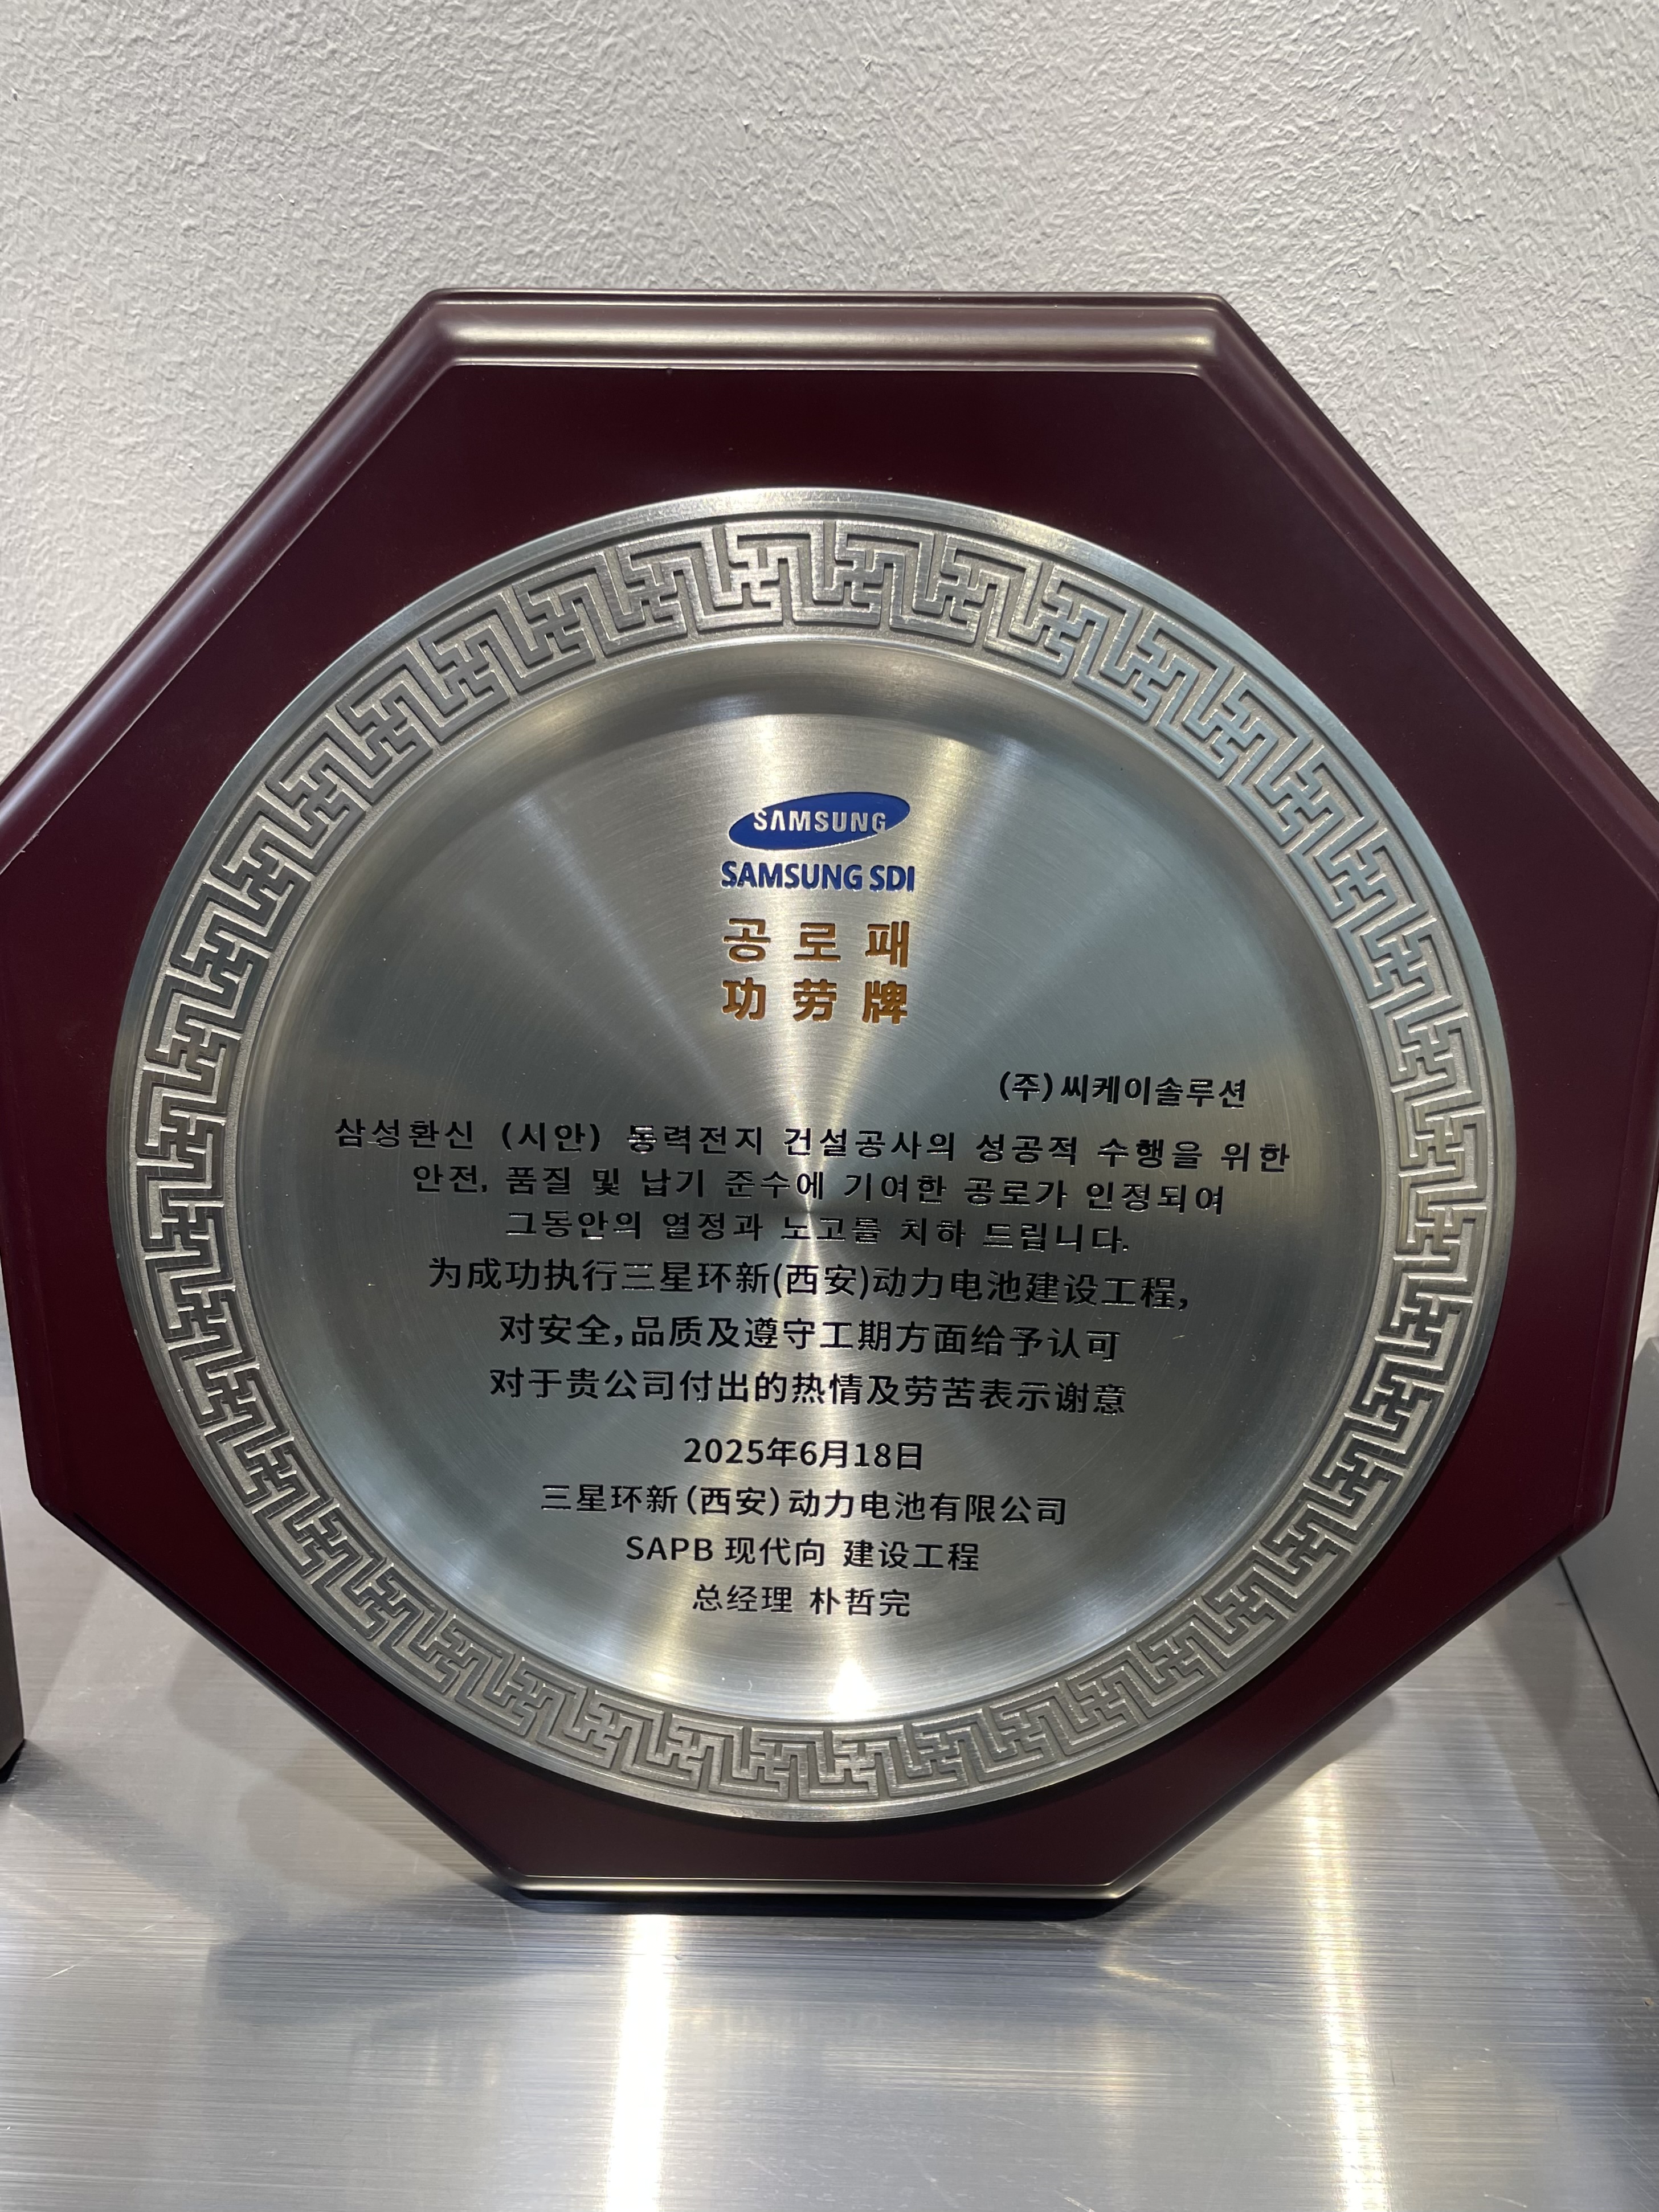 SAMSUNG
SAMSUNG SDI
공로패
功劳牌
(주)씨케이솔루션
삼성환신 (시안) 동력전지 건설공사의 성공적 수행을 위한
안전, 품질 및 납기 준수에 기여한 공로가 인정되여
그동안의 열정과 노고를 치하 드립니다.
为成功执行三星环新(西安)动力电池建设工程,
对安全,品质及遵守工期方面给予认可
对于贵公司付出的热情及劳苦表示谢意
2025年6月18日
三星环新(西安)动力电池有限公司
SAPB 现代向 建设工程
总经理 朴哲完